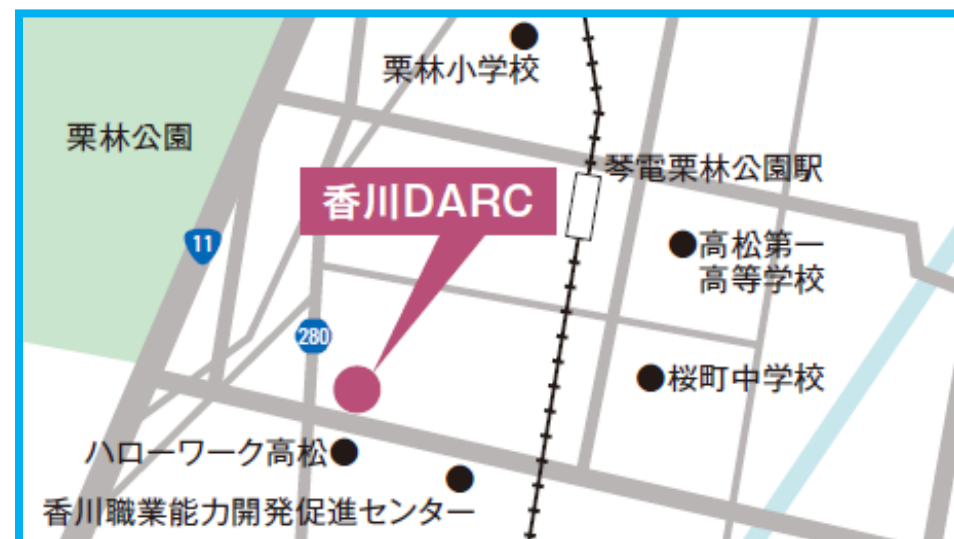 栗林小学校
栗林公園
琴電栗林公園駅
香川DARC
11
高松第一
高等学校
280
桜町中学校
ハローワーク高松
香川職業能力開発促進センター